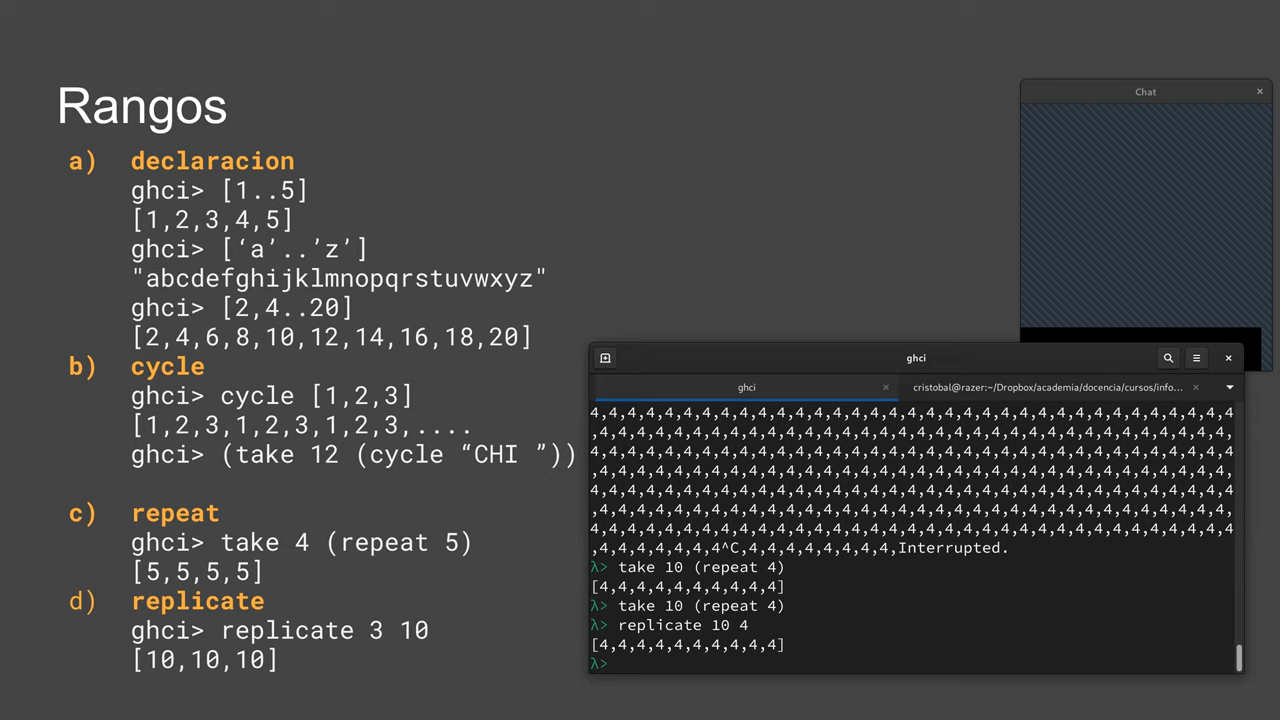 Rangos
a) declaracion
ghci> [1..5]
[1,2,3,4,5]
ghci> [‘a’..’z’]
"abcdefghijklmnopqrstuvwxyz"
ghci> [2,4..20]
[2,4,6,8,10,12,14,16,18,20]
b) cycle
ghci> cycle [1,2,3]
[1,2,3,1,2,3,1,2,3,....
ghci> (take 12 (cycle “CHI ”))
c) repeat
ghci> take 4 (repeat 5)
[5,5,5,5]
d) replicate
ghci> replicate 3 10
[10,10,10]
Chat
ghci
ghci
cristobal@razer:~/Dropbox/academia/docencia/cursos/info...
4,4,4,4,4,4,4,4,4,4,4,4,4,4,4,4,4,4,4,4,4,4,4,4,4,4,4,4,4,4,4,4,4,4,4
,4,4,4,4,4,4,4,4,4,4,4,4,4,4,4,4,4,4,4,4,4,4,4,4,4,4,4,4,4,4,4,4,4,4,
4,4,4,4,4,4,4,4,4,4,4,4,4,4,4,4,4,4,4,4,4,4,4,4,4,4,4,4,4,4,4,4,4,4,4
,4,4,4,4,4,4,4,4,4,4,4,4,4,4,4,4,4,4,4,4,4,4,4,4,4,4,4,4,4,4,4,4,4,4,
4,4,4,4,4,4,4,4,4,4,4,4,4,4,4,4,4,4,4,4,4,4,4,4,4,4,4,4,4,4,4,4,4,4,4
,4,4,4,4,4,4,4,4,4,4,4,4,4,4,4,4,4,4,4,4,4,4,4,4,4,4,4,4,4,4,4,4,4,4,
4,4,4,4,4,4,4,4,4,4,4,4,4,4,4,4,4,4,4,4,4,4,4,4,4,4,4,4,4,4,4,4,4,4,4
,4,4,4,4,4,4,4^C,4,4,4,4,4,4,4,4,Interrupted.
λ> take 10 (repeat 4)
[4,4,4,4,4,4,4,4,4,4]
λ> take 10 (repeat 4)
λ> replicate 10 4
[4,4,4,4,4,4,4,4,4,4]
λ>